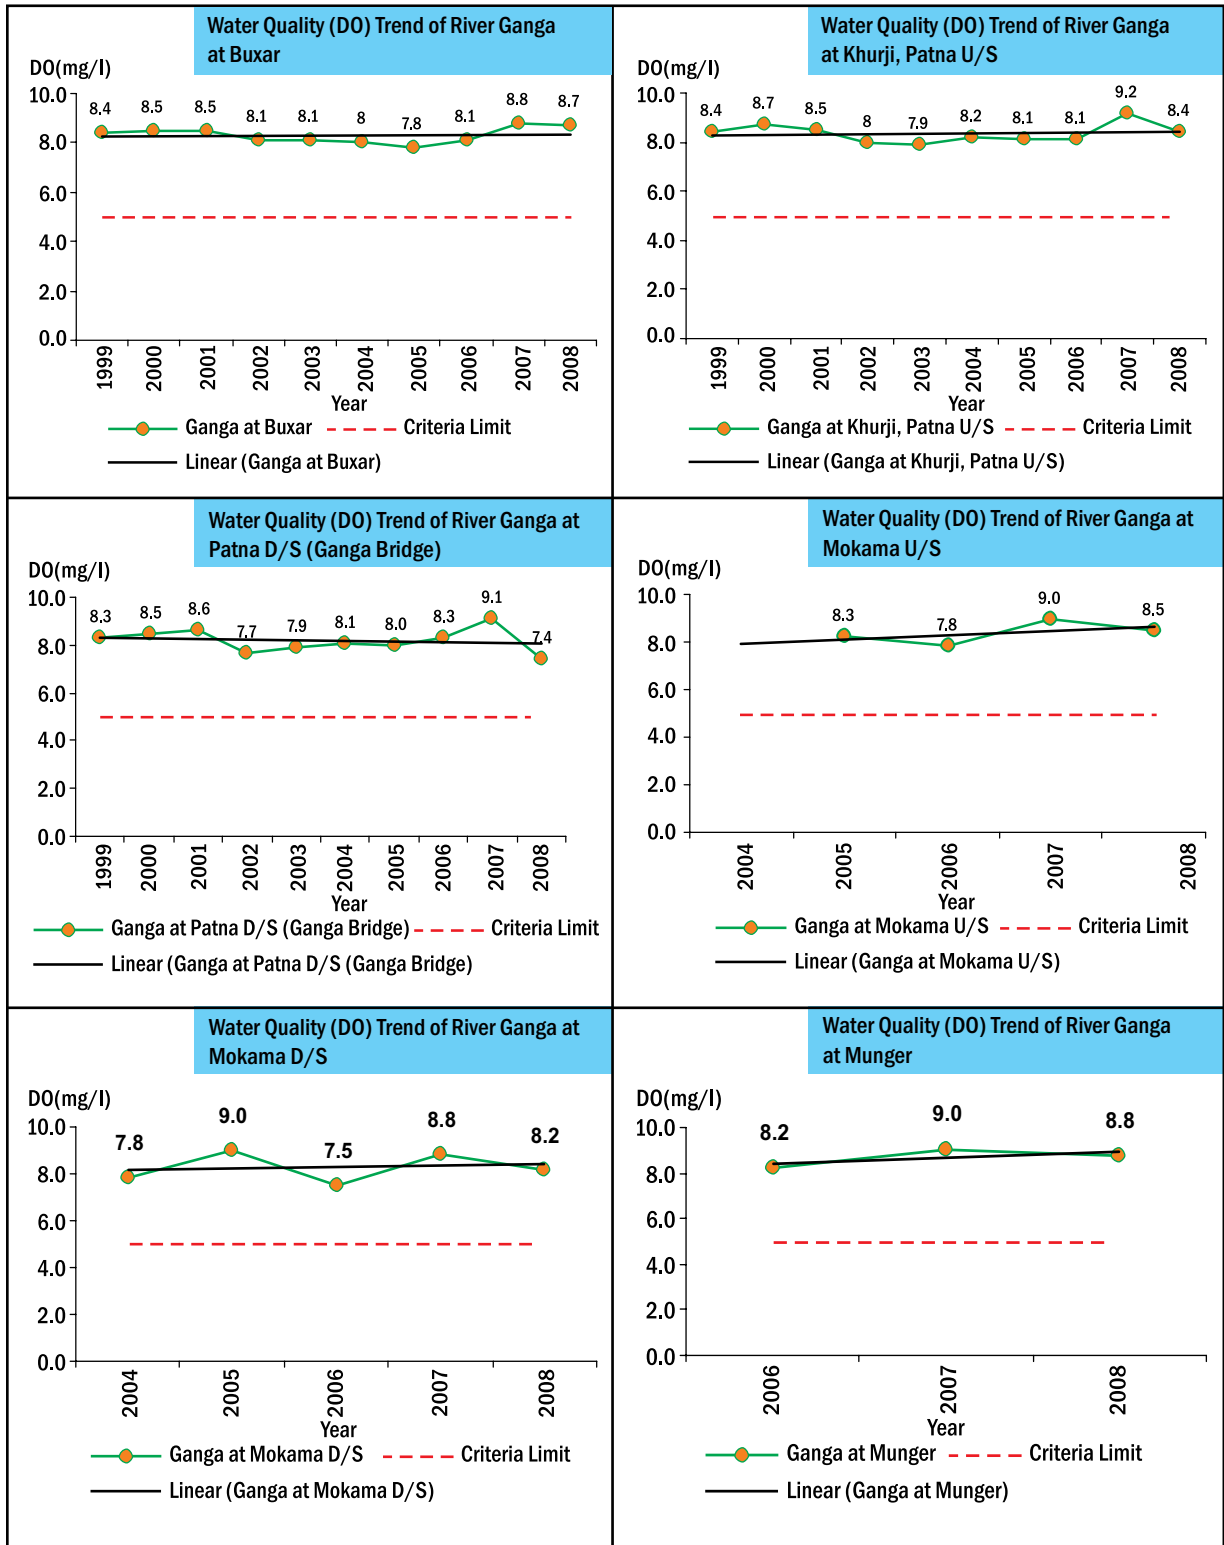 Water Quality (DO) Trend of River Ganga
at Buxar
DO(mg/l)
10.0
8.0
6.0
4.0
2.0
0.0
8.4 8.5 8.5 8.1 8.1 8 7.8 8.1 8.8 8.7
1999 2000 2001 2002 2003 2004 2005 2006 2007 2008
Year
Ganga at Buxar Criteria Limit
Linear (Ganga at Buxar)
Water Quality (DO) Trend of River Ganga
at Khurji, Patna U/S
DO(mg/l)
10.0
8.0
6.0
4.0
2.0
0.0
8.4 8.7 8.5 8 7.9 8.2 8.1 8.1 9.2 8.4
1999 2000 2001 2002 2003 2004 2005 2006 2007 2008
Year
Ganga at Khurji, Patna U/S Criteria Limit
Linear (Ganga at Khurji, Patna U/S)
Water Quality (DO) Trend of River Ganga at
Patna D/S (Ganga Bridge)
DO(mg/l)
10.0
8.0
6.0
4.0
2.0
0.0
8.3 8.5 8.6 7.7 7.9 8.1 8.0 8.3 9.1 7.4
1999 2000 2001 2002 2003 2004 2005 2006 2007 2008
Year
Ganga at Patna D/S (Ganga Bridge) Criteria Limit
Linear (Ganga at Patna D/S (Ganga Bridge)
Water Quality (DO) Trend of River Ganga at
Mokama U/S
DO(mg/l)
10.0
8.0
6.0
4.0
2.0
0.0
8.3 7.8 9.0 8.5
2004 2005 2006 2007 2008
Year
Ganga at Mokama U/S Criteria Limit
Linear (Ganga at Mokama U/S)
Water Quality (DO) Trend of River Ganga at
Mokama D/S
DO(mg/l)
10.0
8.0
6.0
4.0
2.0
0.0
7.8 9.0 7.5 8.8 8.2
2004 2005 2006 2007 2008
Year
Ganga at Mokama D/S Criteria Limit
Linear (Ganga at Mokama D/S)
Water Quality (DO) Trend of River Ganga
at Munger
DO(mg/l)
10.0
8.0
6.0
4.0
2.0
0.0
8.2 9.0 8.8
2006 2007 2008
Year
Ganga at Munger Criteria Limit
Linear (Ganga at Munger)